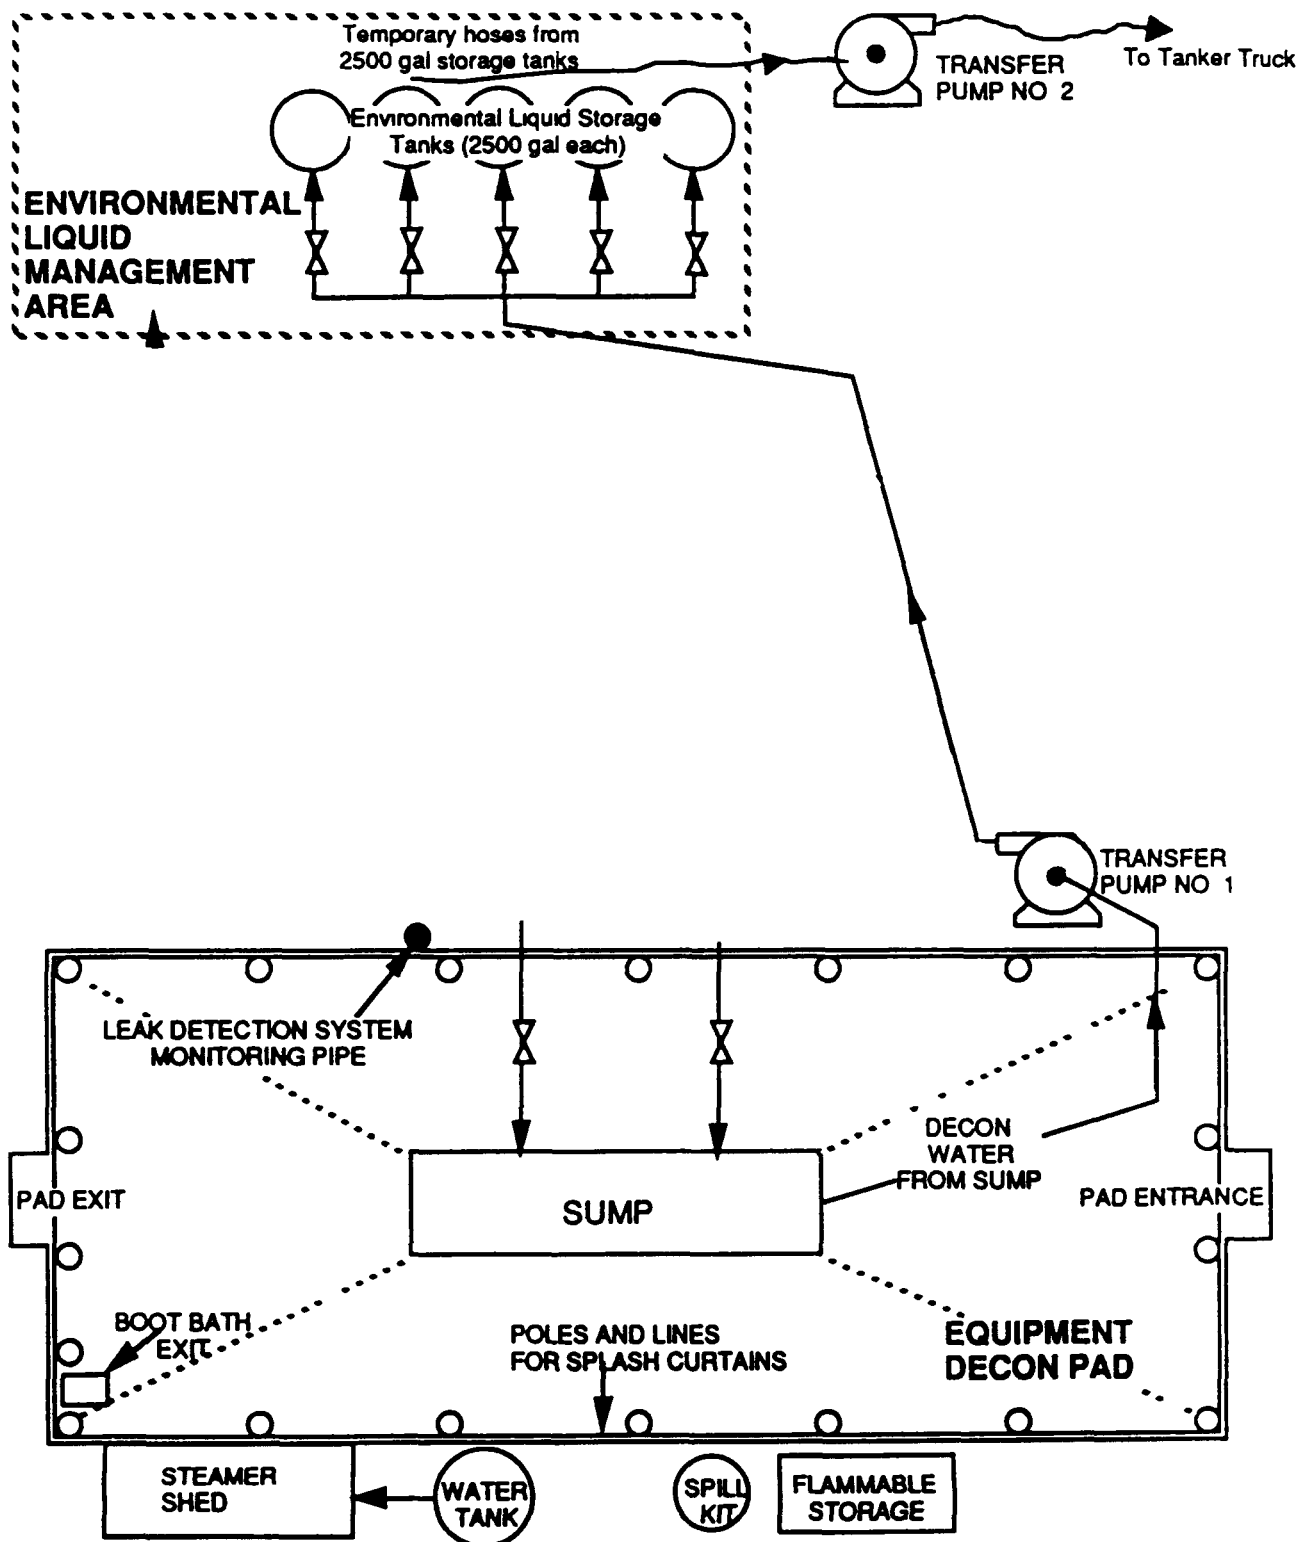 Temporary hoses from
2500 gal storage tanks
To Tanker Truck
TRANSFER
PUMP NO 2
Environmental Liquid Storage
Tanks (2500 gal each)
ENVIRONMENTAL
LIQUID
MANAGEMENT
AREA
TRANSFER
PUMP NO 1
LEAK DETECTION SYSTEM
MONITORING PIPE
DECON
WATER
FROM SUMP
PAD EXIT
SUMP
PAD ENTRANCE
BOOT BATH
EXIT
POLES AND LINES
FOR SPLASH CURTAINS
EQUIPMENT
DECON PAD
STEAMER
SHED
WATER
TANK
SPILL
KIT
FLAMMABLE
STORAGE